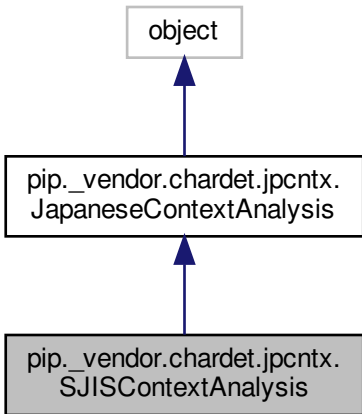 object
pip._vendor.chardet.jpcntx.
JapaneseContextAnalysis
pip._vendor.chardet.jpcntx.
SJISContextAnalysis